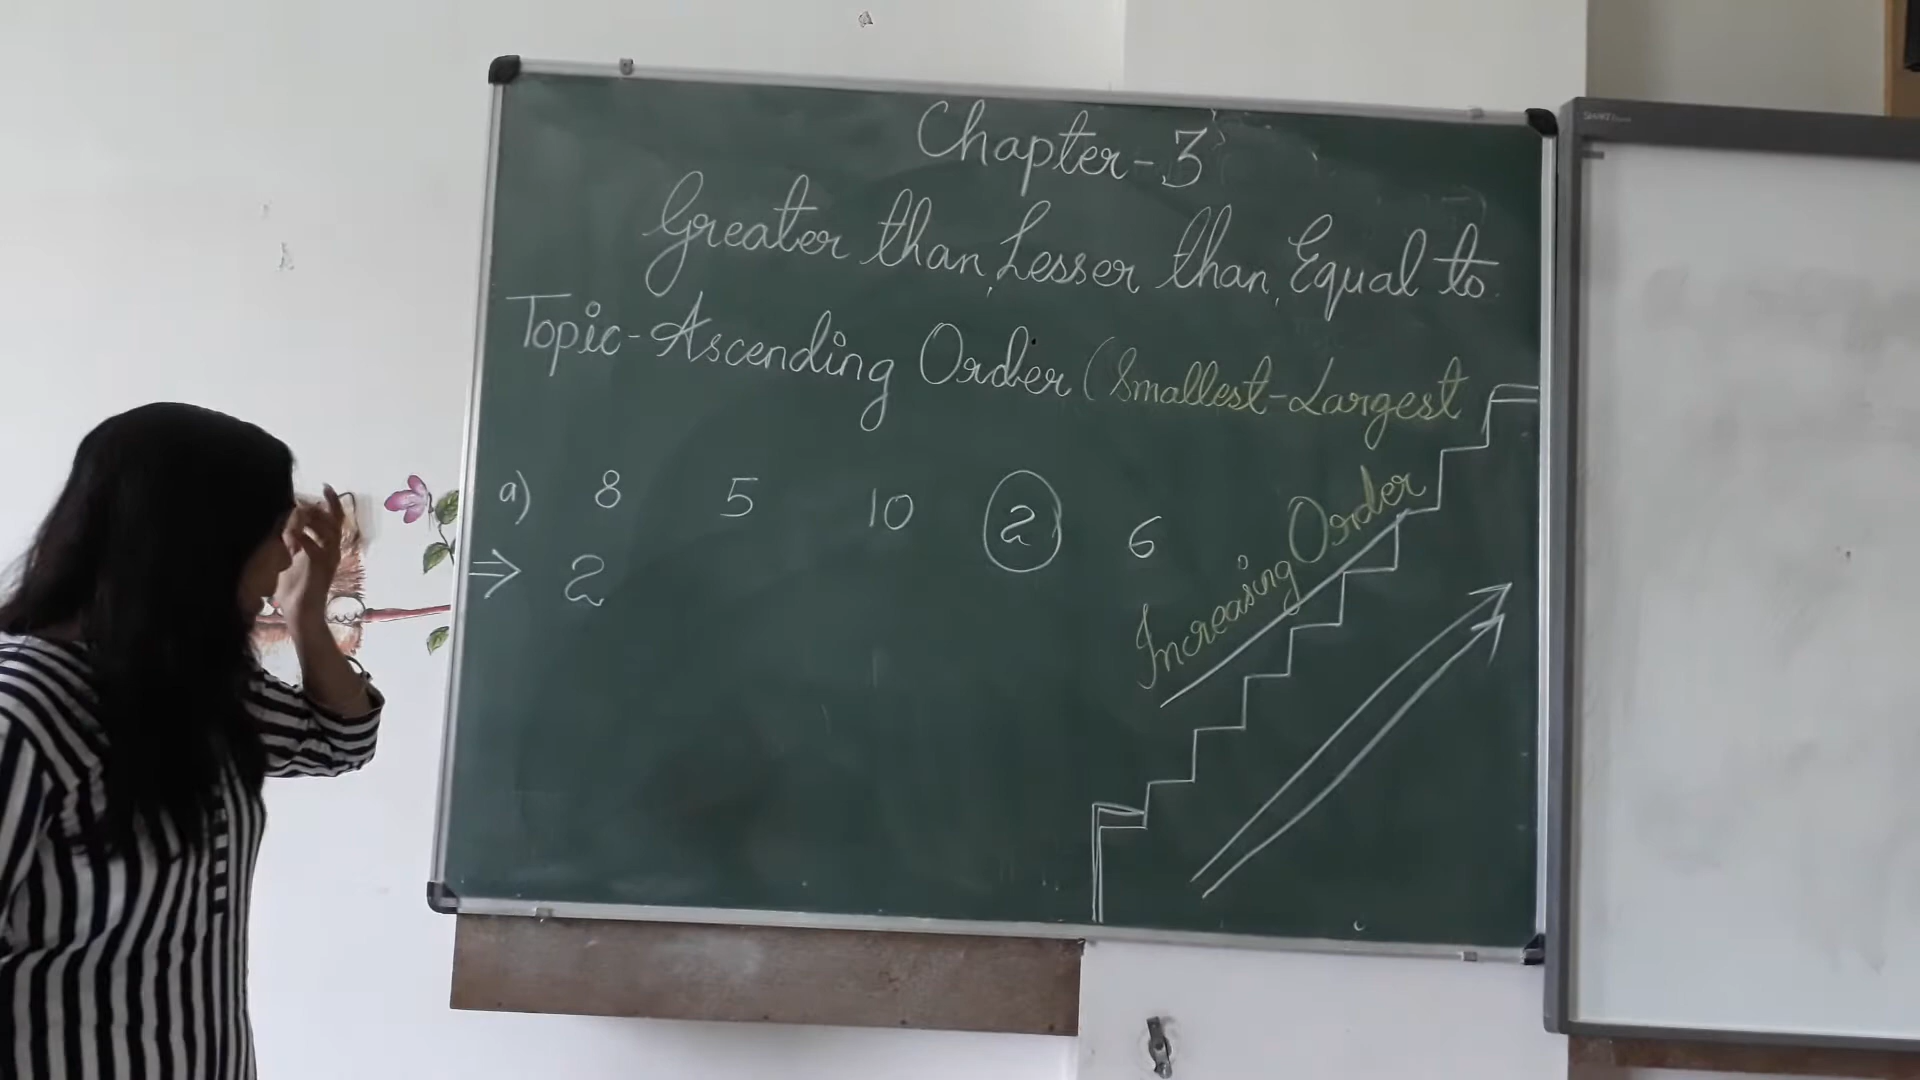 Chapter-3
Greater than, Lesser than, Equal to
Topic-Ascending Order (Smallest-Largest
a) 8 5 10 2 6
⇒ 2
Increasing Order